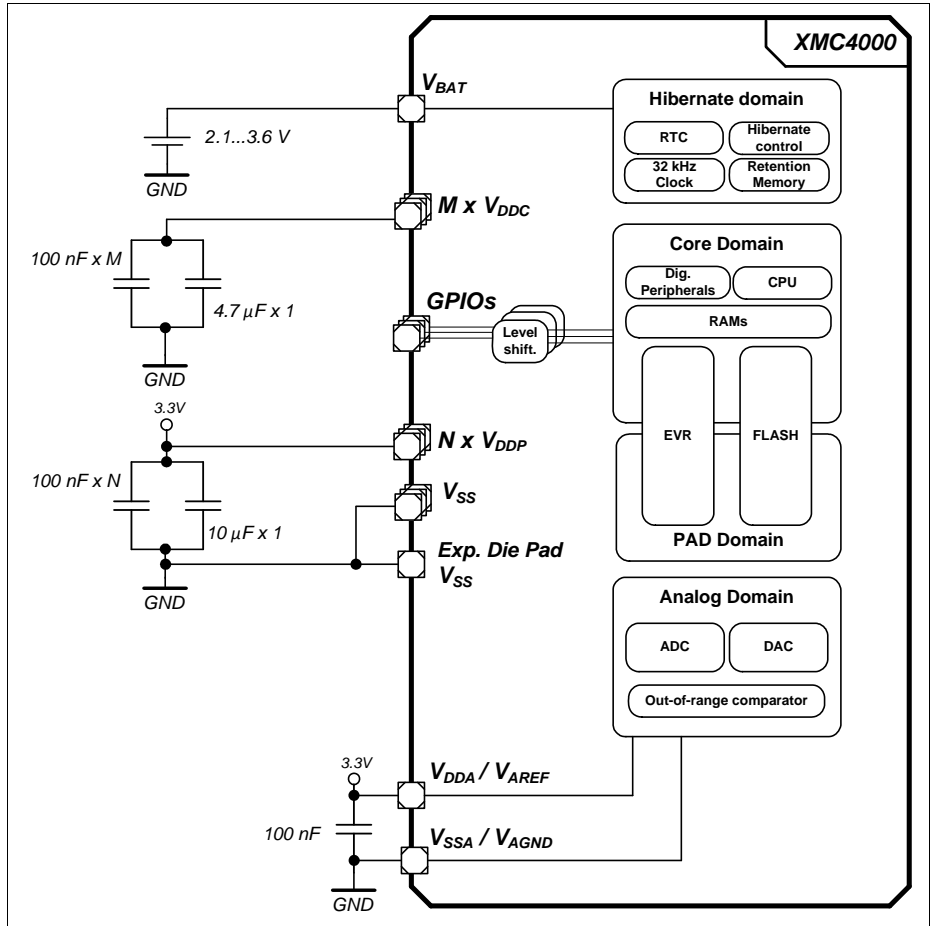 XMC4000
VBAT
2.1...3.6 V
GND
Hibernate domain
RTC
Hibernate
control
32 kHz
Clock
Retention
Memory
M x VDDC
100 nF x M
4.7 µF x 1
GND
GPIOs
Level
shift.
Core Domain
Dig.
Peripherals
CPU
RAMs
EVR
FLASH
PAD Domain
3.3V
N x VDDP
100 nF x N
10 µF x 1
VSS
Exp. Die Pad
VSS
GND
Analog Domain
ADC
DAC
Out-of-range comparator
3.3V
VDDA / VAREF
100 nF
VSSA / VAGND
GND